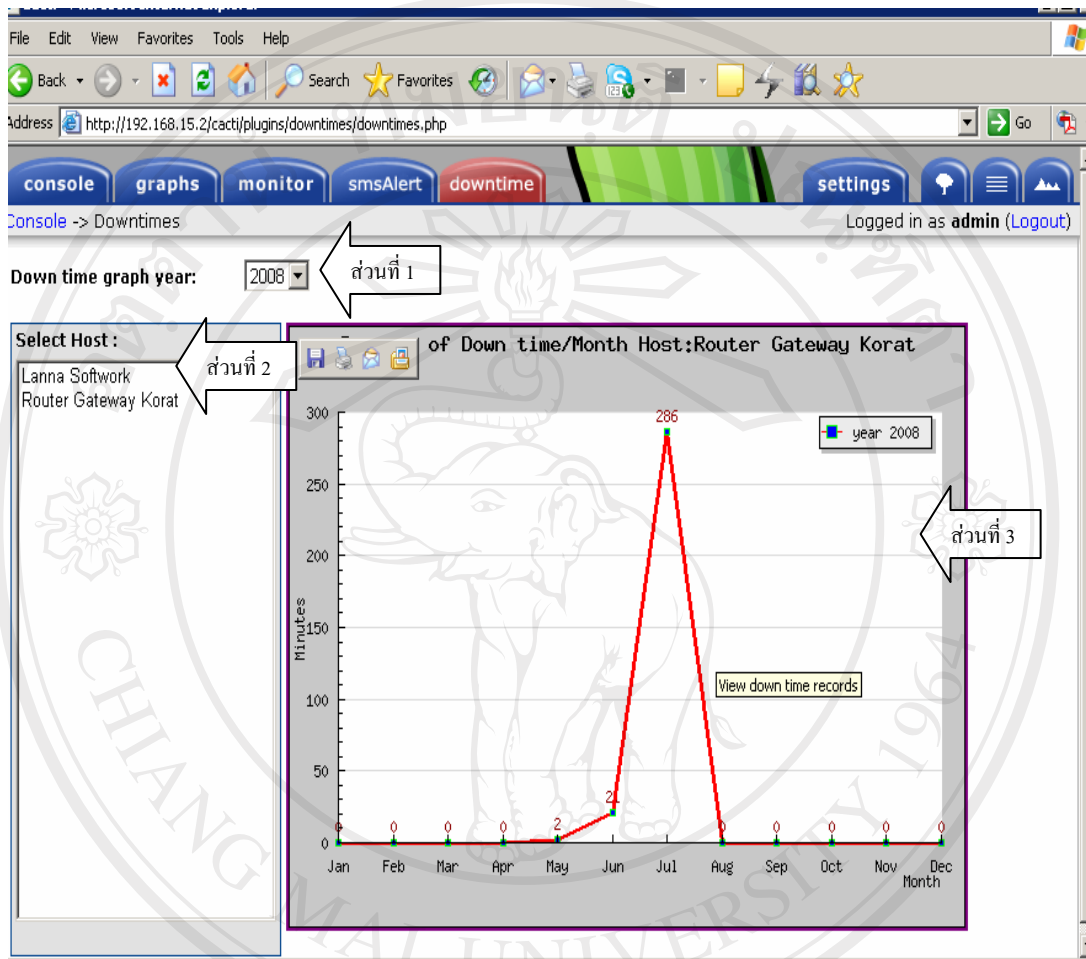 File Edit View Favorites Tools Help
Back Search Favorites
Address http://192.168.15.2/cacti/plugins/downtimes/downtimes.php Go
console graphs monitor smsAlert downtime settings
Console -> Downtimes Logged in as admin (Logout)
Down time graph year: 2008 ส่วนที่ 1
Select Host : ส่วนที่ 2
Lanna Softwork
Router Gateway Korat
of Down time/Month Host:Router Gateway Korat
year 2008
ส่วนที่ 3
Minutes
300
250
200
150
100
50
0
0 0 0 0 2 21 286 0 0 0 0 0
View down time records
Jan Feb Mar Apr May Jun Jul Aug Sep Oct Nov Dec
Month
CHIANG MAI UNIVERSITY 1964